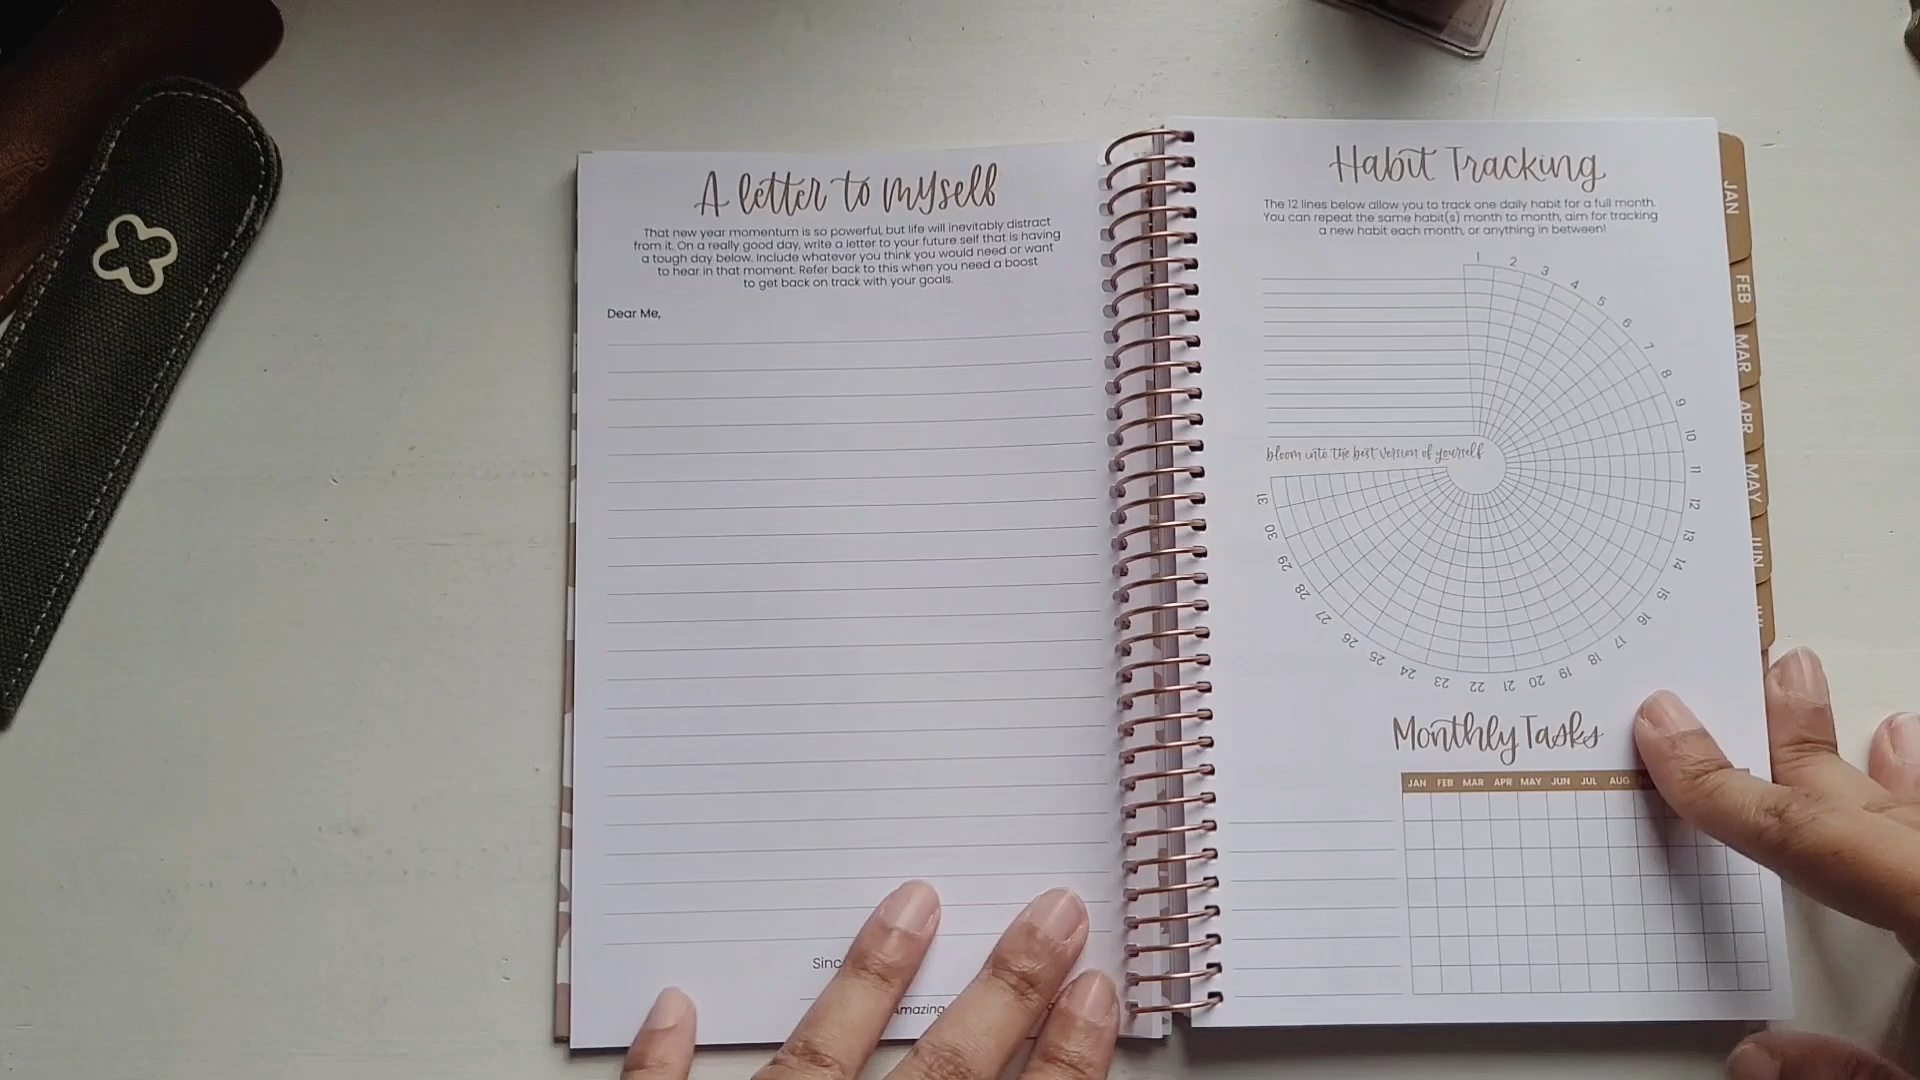 A letter to myself
That new year momentum is so powerful, but life will inevitably distract
from it. On a really good day, write a letter to your future self that is having
a tough day below. Include whatever you think you would need or want
to hear in that moment. Refer back to this when you need a boost
to get back on track with your goals.
Dear Me,
Amazing
Habit Tracking
The 12 lines below allow you to track one daily habit for a full month.
You can repeat the same habit(s) month to month, aim for tracking
a new habit each month, or anything in between!
1 2 3 4 5 6 7 8 9 10 11 12 13 14 15 16 17 18 19 20 21 22 23 24 25 26 27 28 29 30 31
bloom into the best version of yourself
Monthly Tasks
JAN FEB MAR APR MAY JUN JUL AUG
JAN
FEB
MAR
APR
MAY
JUN
JUL